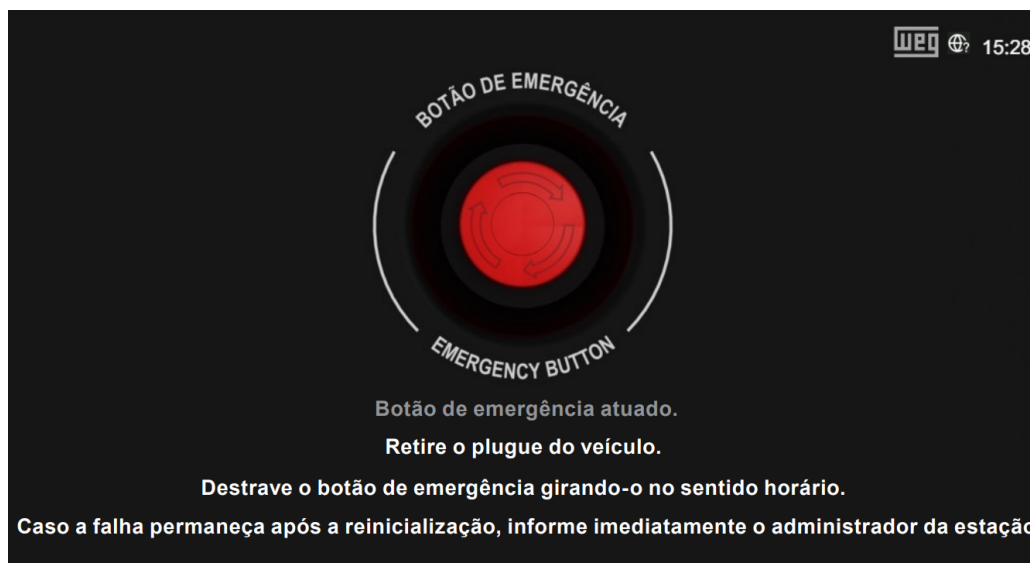 weg ? 15:28
BOTÃO DE EMERGÊNCIA
EMERGENCY BUTTON
Botão de emergência atuado.
Retire o plugue do veículo.
Destrave o botão de emergência girando-o no sentido horário.
Caso a falha permaneça após a reinicialização, informe imediatamente o administrador da estação